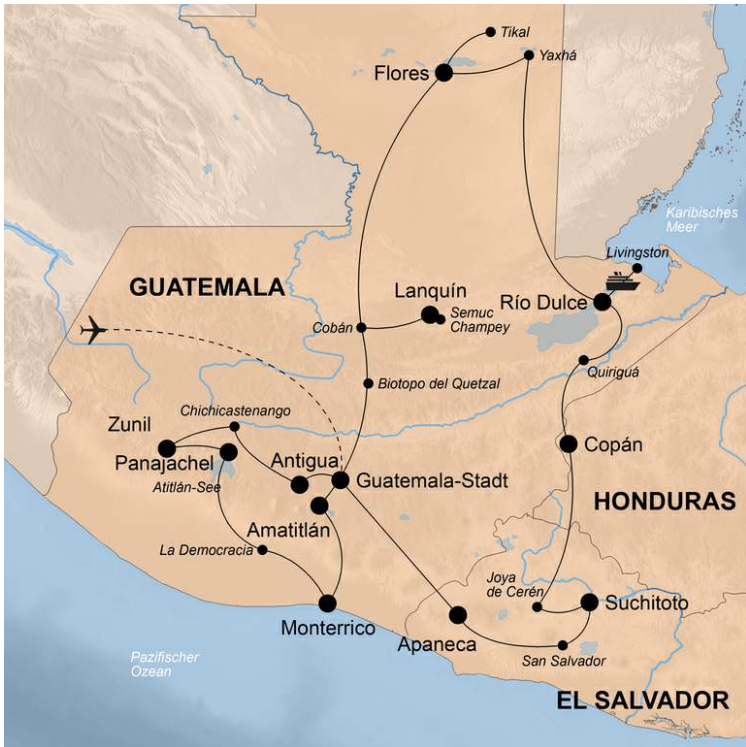 Tikal
Yaxhá
Flores
Karibisches
Meer
Livingston
GUATEMALA
Lanquín
Río Dulce
Semuc
Champey
Cobán
Quiriguá
Biotopo del Quetzal
Chichicastenango
Zunil
Panajachel
Antigua
Copán
Atitlán-See
Guatemala-Stadt
HONDURAS
Amatitlán
La Democracia
Joya
de Cerén
Suchitoto
Monterrico
Apaneca
San Salvador
Pazifischer
Ozean
EL SALVADOR